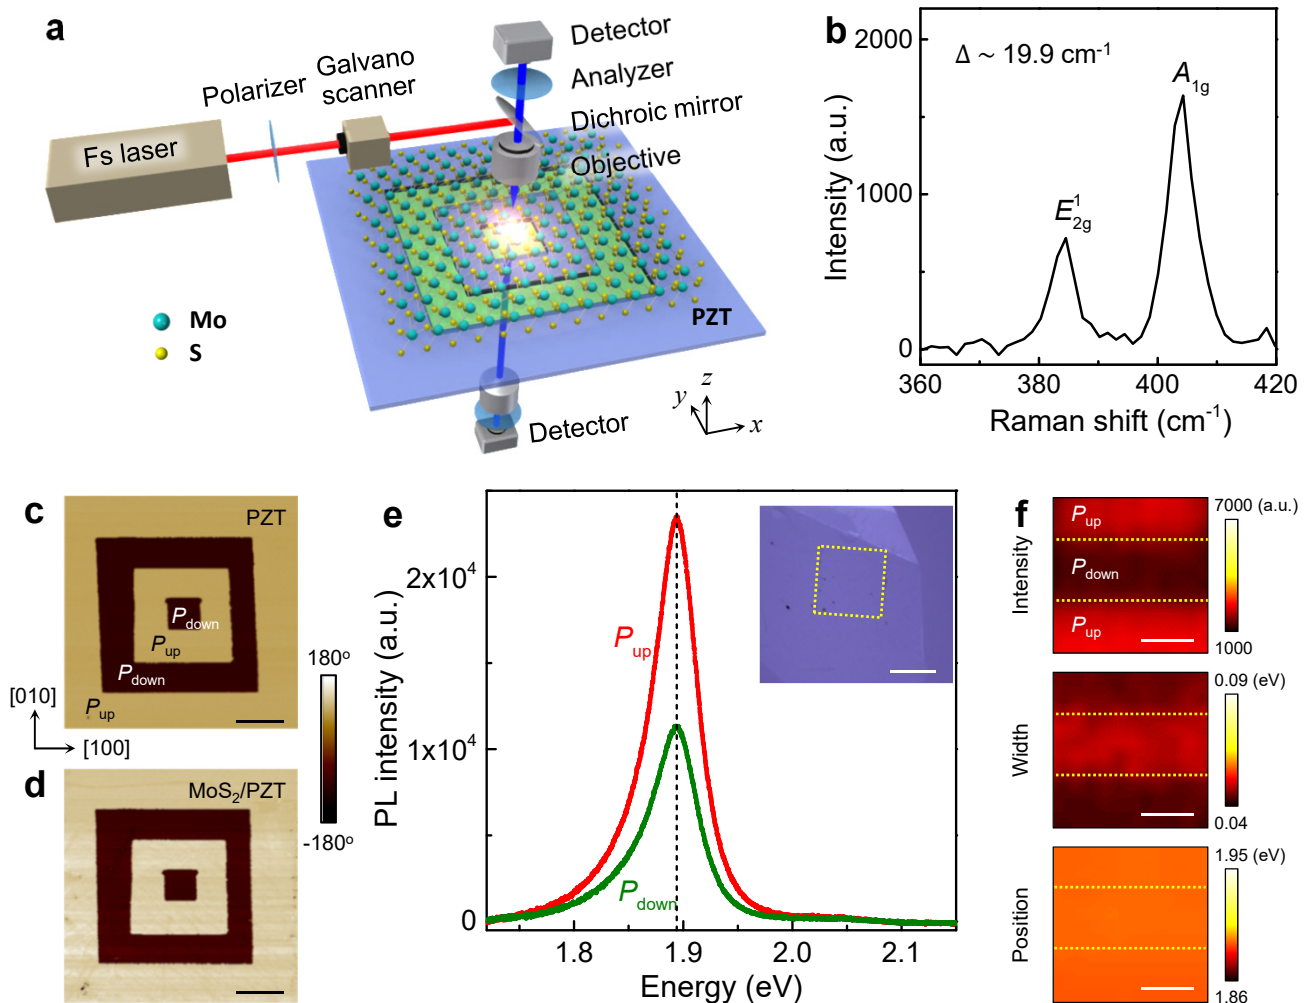 a
Detector
Analyzer
Dichroic mirror
Objective
Galvano
scanner
Polarizer
Fs laser
Mo
S
PZT
Detector
z
y
x
b
Δ ~ 19.9 cm⁻¹
A₁g
E¹₂g
2000
1000
0
Intensity (a.u.)
360
380
400
420
Raman shift (cm⁻¹)
c
PZT
Pdown
Pup
Pdown
Pup
[010]
[100]
180º
-180º
d
MoS₂/PZT
e
Pup
Pdown
2x10⁴
1x10⁴
0
PL intensity (a.u.)
1.8
1.9
2.0
2.1
Energy (eV)
f
Intensity
Pup
Pdown
Pup
7000 (a.u.)
1000
Width
0.09 (eV)
0.04
Position
1.95 (eV)
1.86